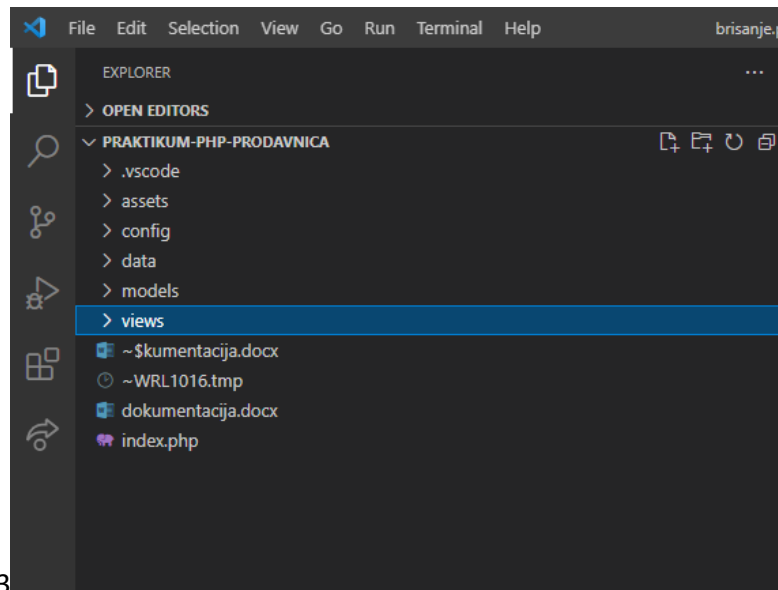 File Edit Selection View Go Run Terminal Help brisanje.p
EXPLORER
OPEN EDITORS
PRAKTIKUM-PHP-PRODAVNICA
.vscode
assets
config
data
models
views
~$kumentacija.docx
~WRL1016.tmp
dokumentacija.docx
index.php